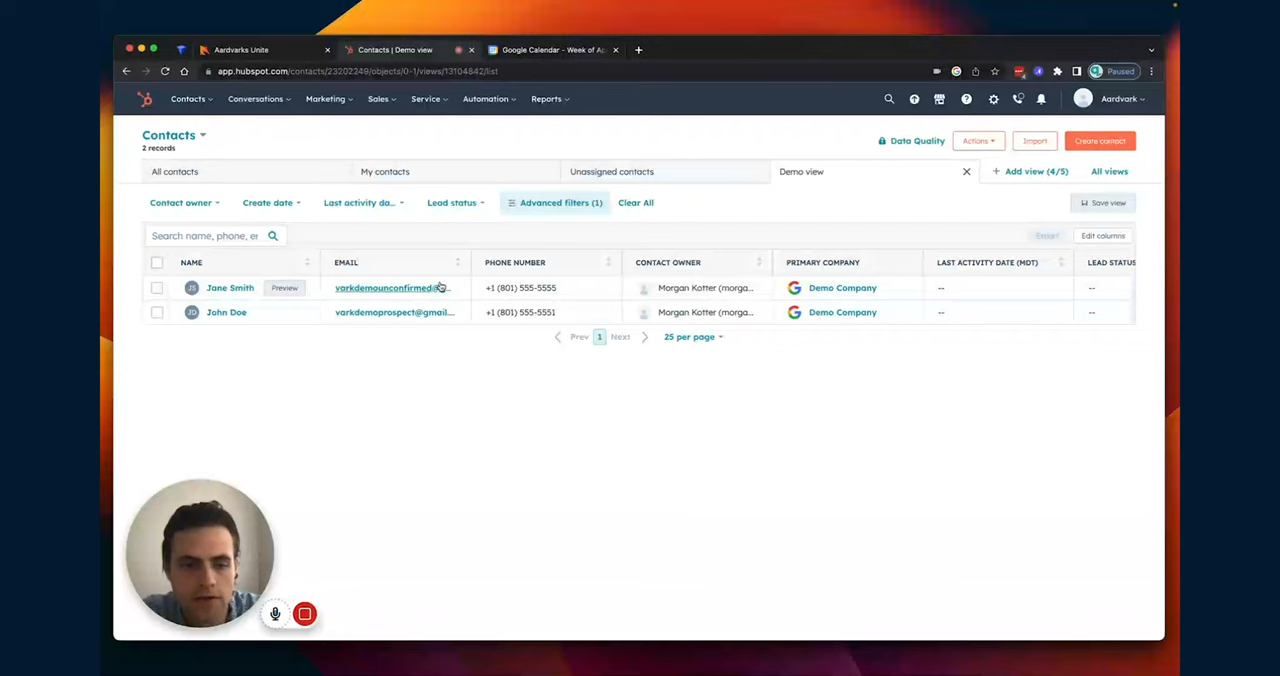 Aardvarks Unite
Contacts | Demo view
Google Calendar - Week of Ap
app.hubspot.com/contacts/23202249/objects/0-1/views/13104842/list
Paused
Contacts
Conversations
Marketing
Sales
Service
Automation
Reports
Aardvark
Contacts
2 records
Data Quality
Actions
Import
Create contact
All contacts
My contacts
Unassigned contacts
Demo view
+ Add view (4/5)
All views
Contact owner
Create date
Last activity da...
Lead status
Advanced filters (1)
Clear All
Save view
Search name, phone, er
Export
Edit columns
NAME EMAIL PHONE NUMBER CONTACT OWNER PRIMARY COMPANY LAST ACTIVITY DATE (MDT) LEAD STATUS
JS Jane Smith Preview varkdemounconfirmed@... +1 (801) 555-5555 Morgan Kotter (morga... Demo Company -- --
JD John Doe varkdemoprospect@gmail... +1 (801) 555-5551 Morgan Kotter (morga... Demo Company -- --
Prev 1 Next 25 per page